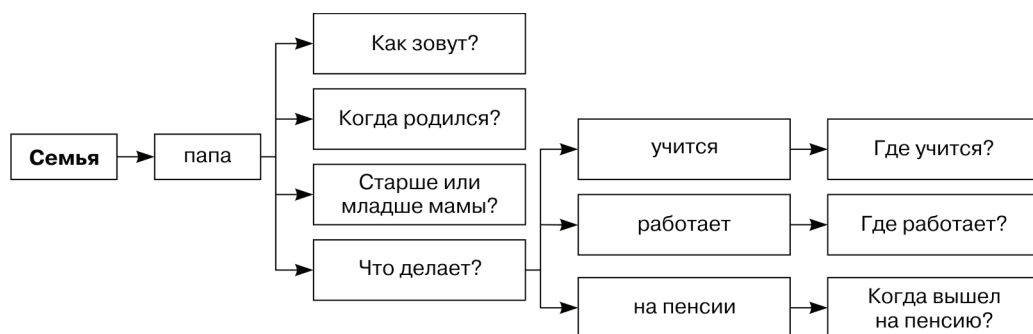 Семья
папа
Как зовут?
Когда родился?
Старше или
младше мамы?
Что делает?
учится
Где учится?
работает
Где работает?
на пенсии
Когда вышел
на пенсию?